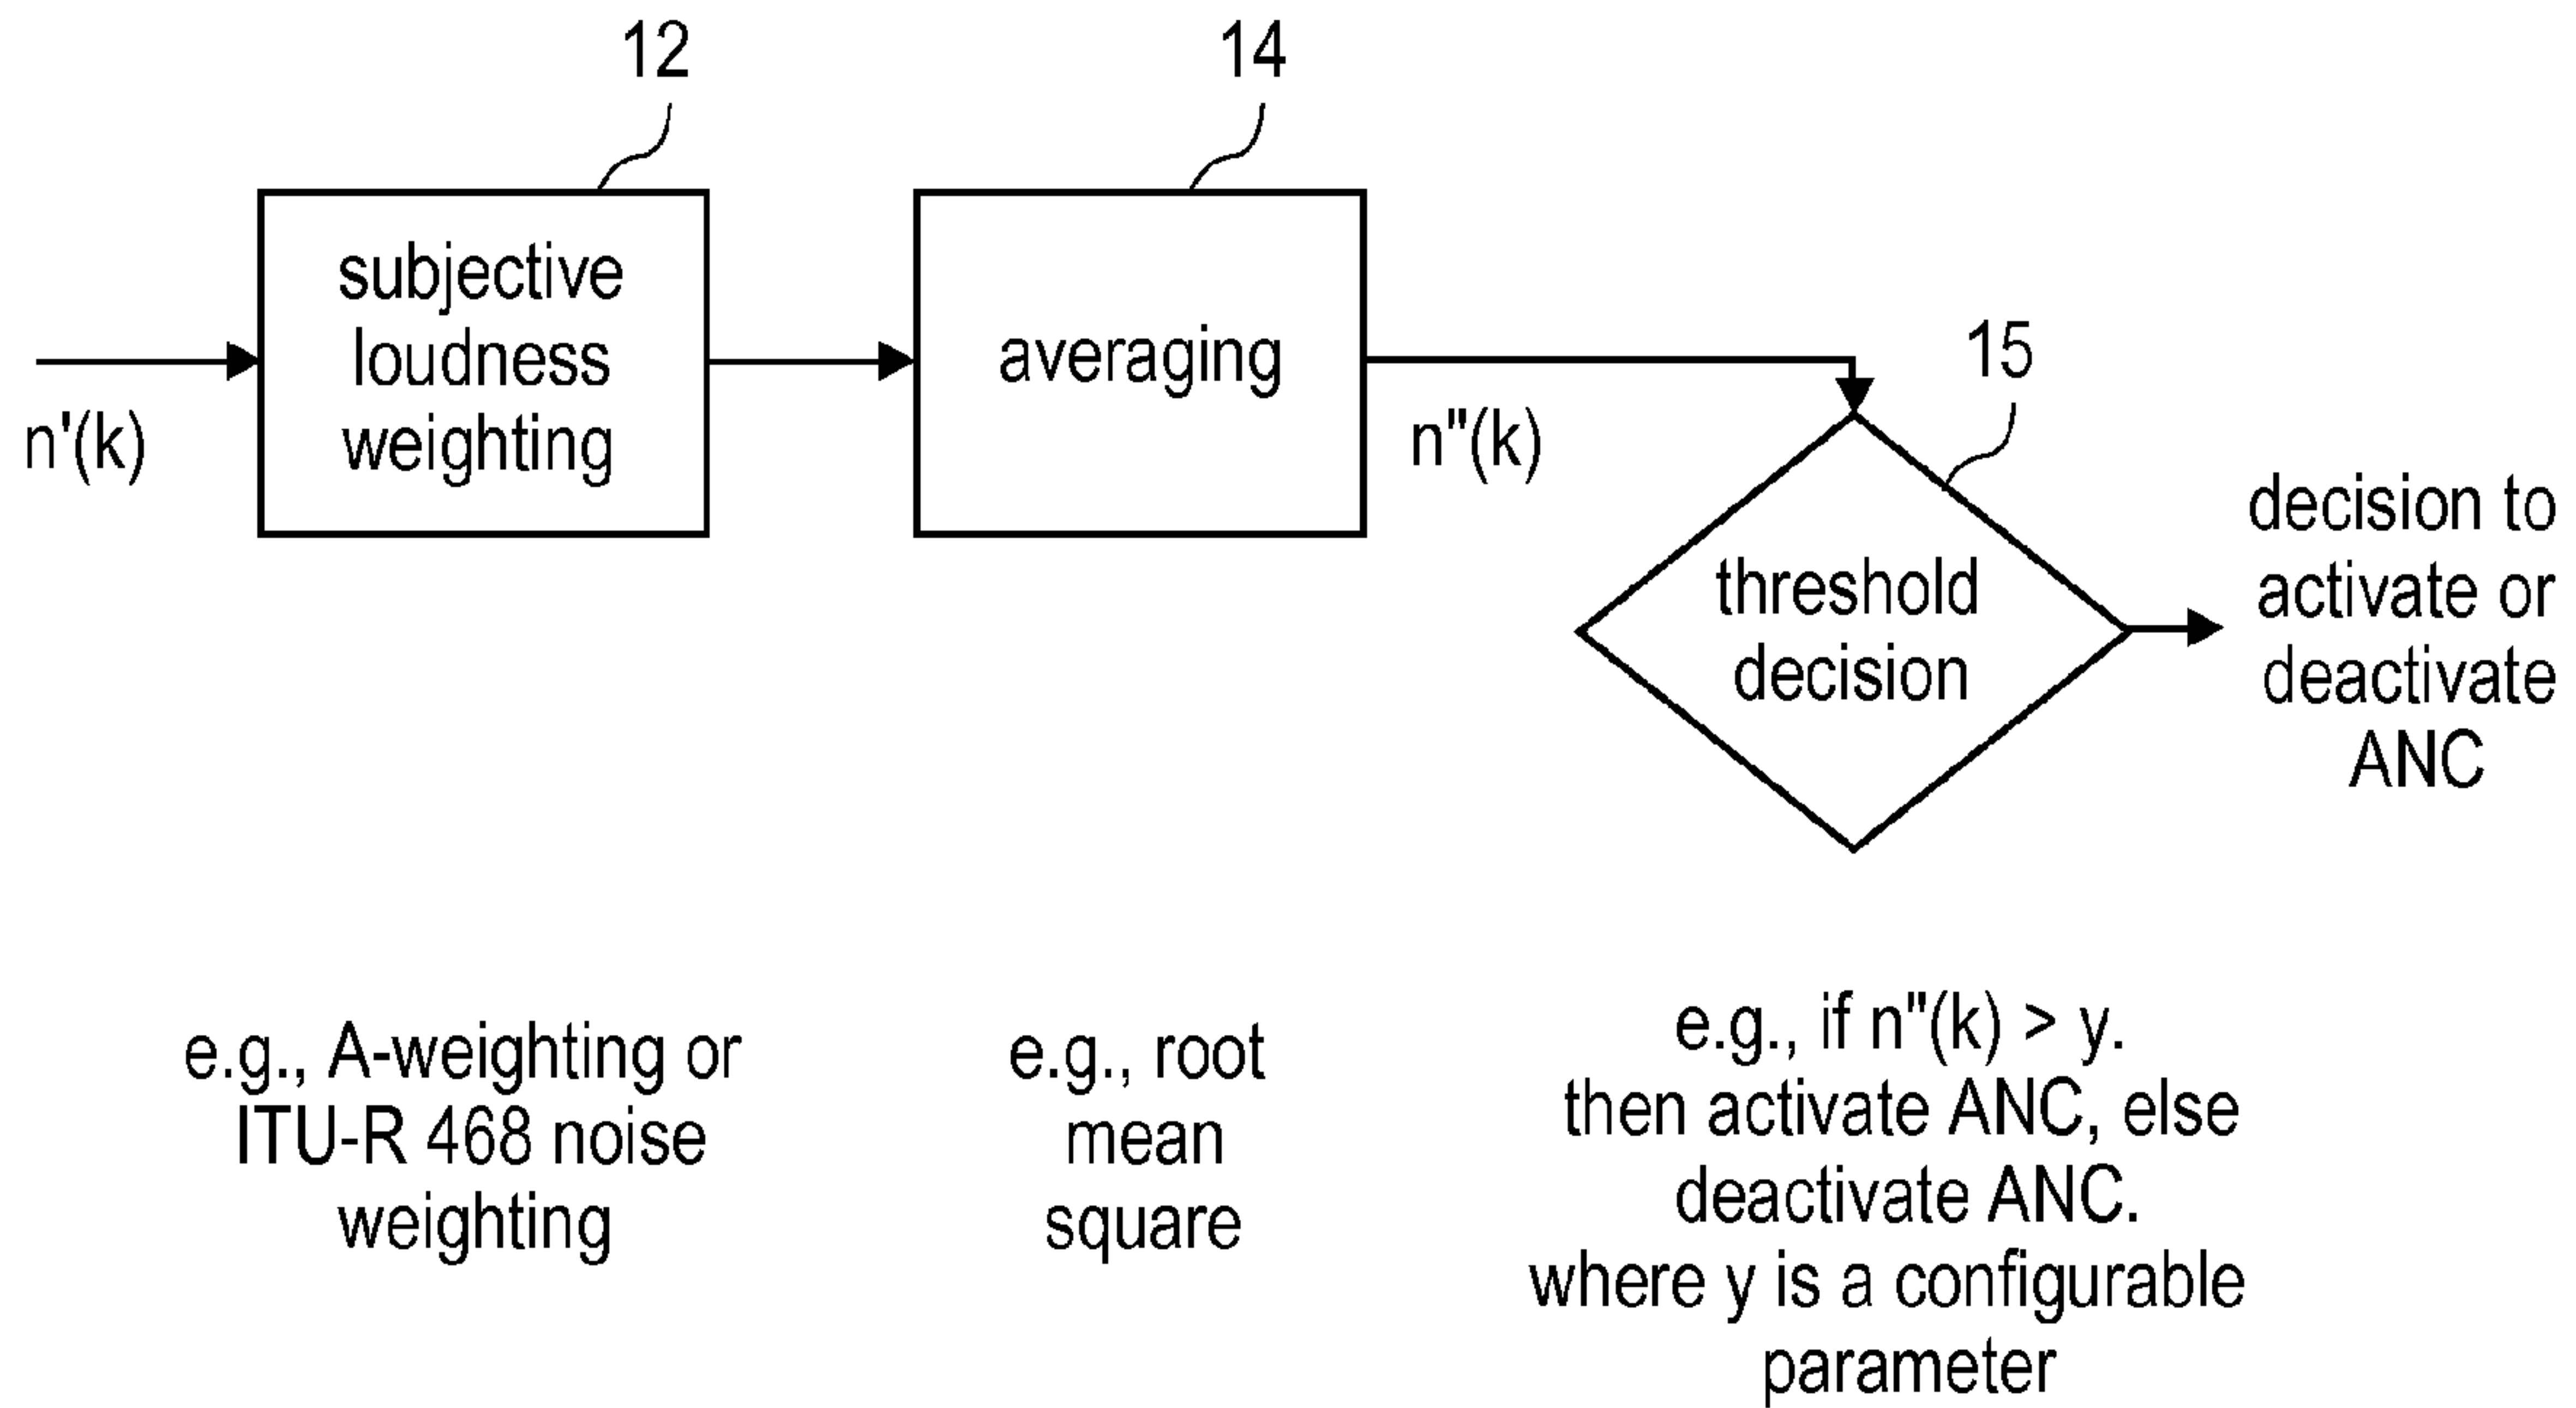 12
14
subjective
loudness
weighting
averaging
15
n'(k)
n"(k)
threshold
decision
decision to
activate or
deactivate
ANC
e.g., A-weighting or
ITU-R 468 noise
weighting
e.g., root
mean
square
e.g., if n"(k) > y.
then activate ANC, else
deactivate ANC.
where y is a configurable
parameter